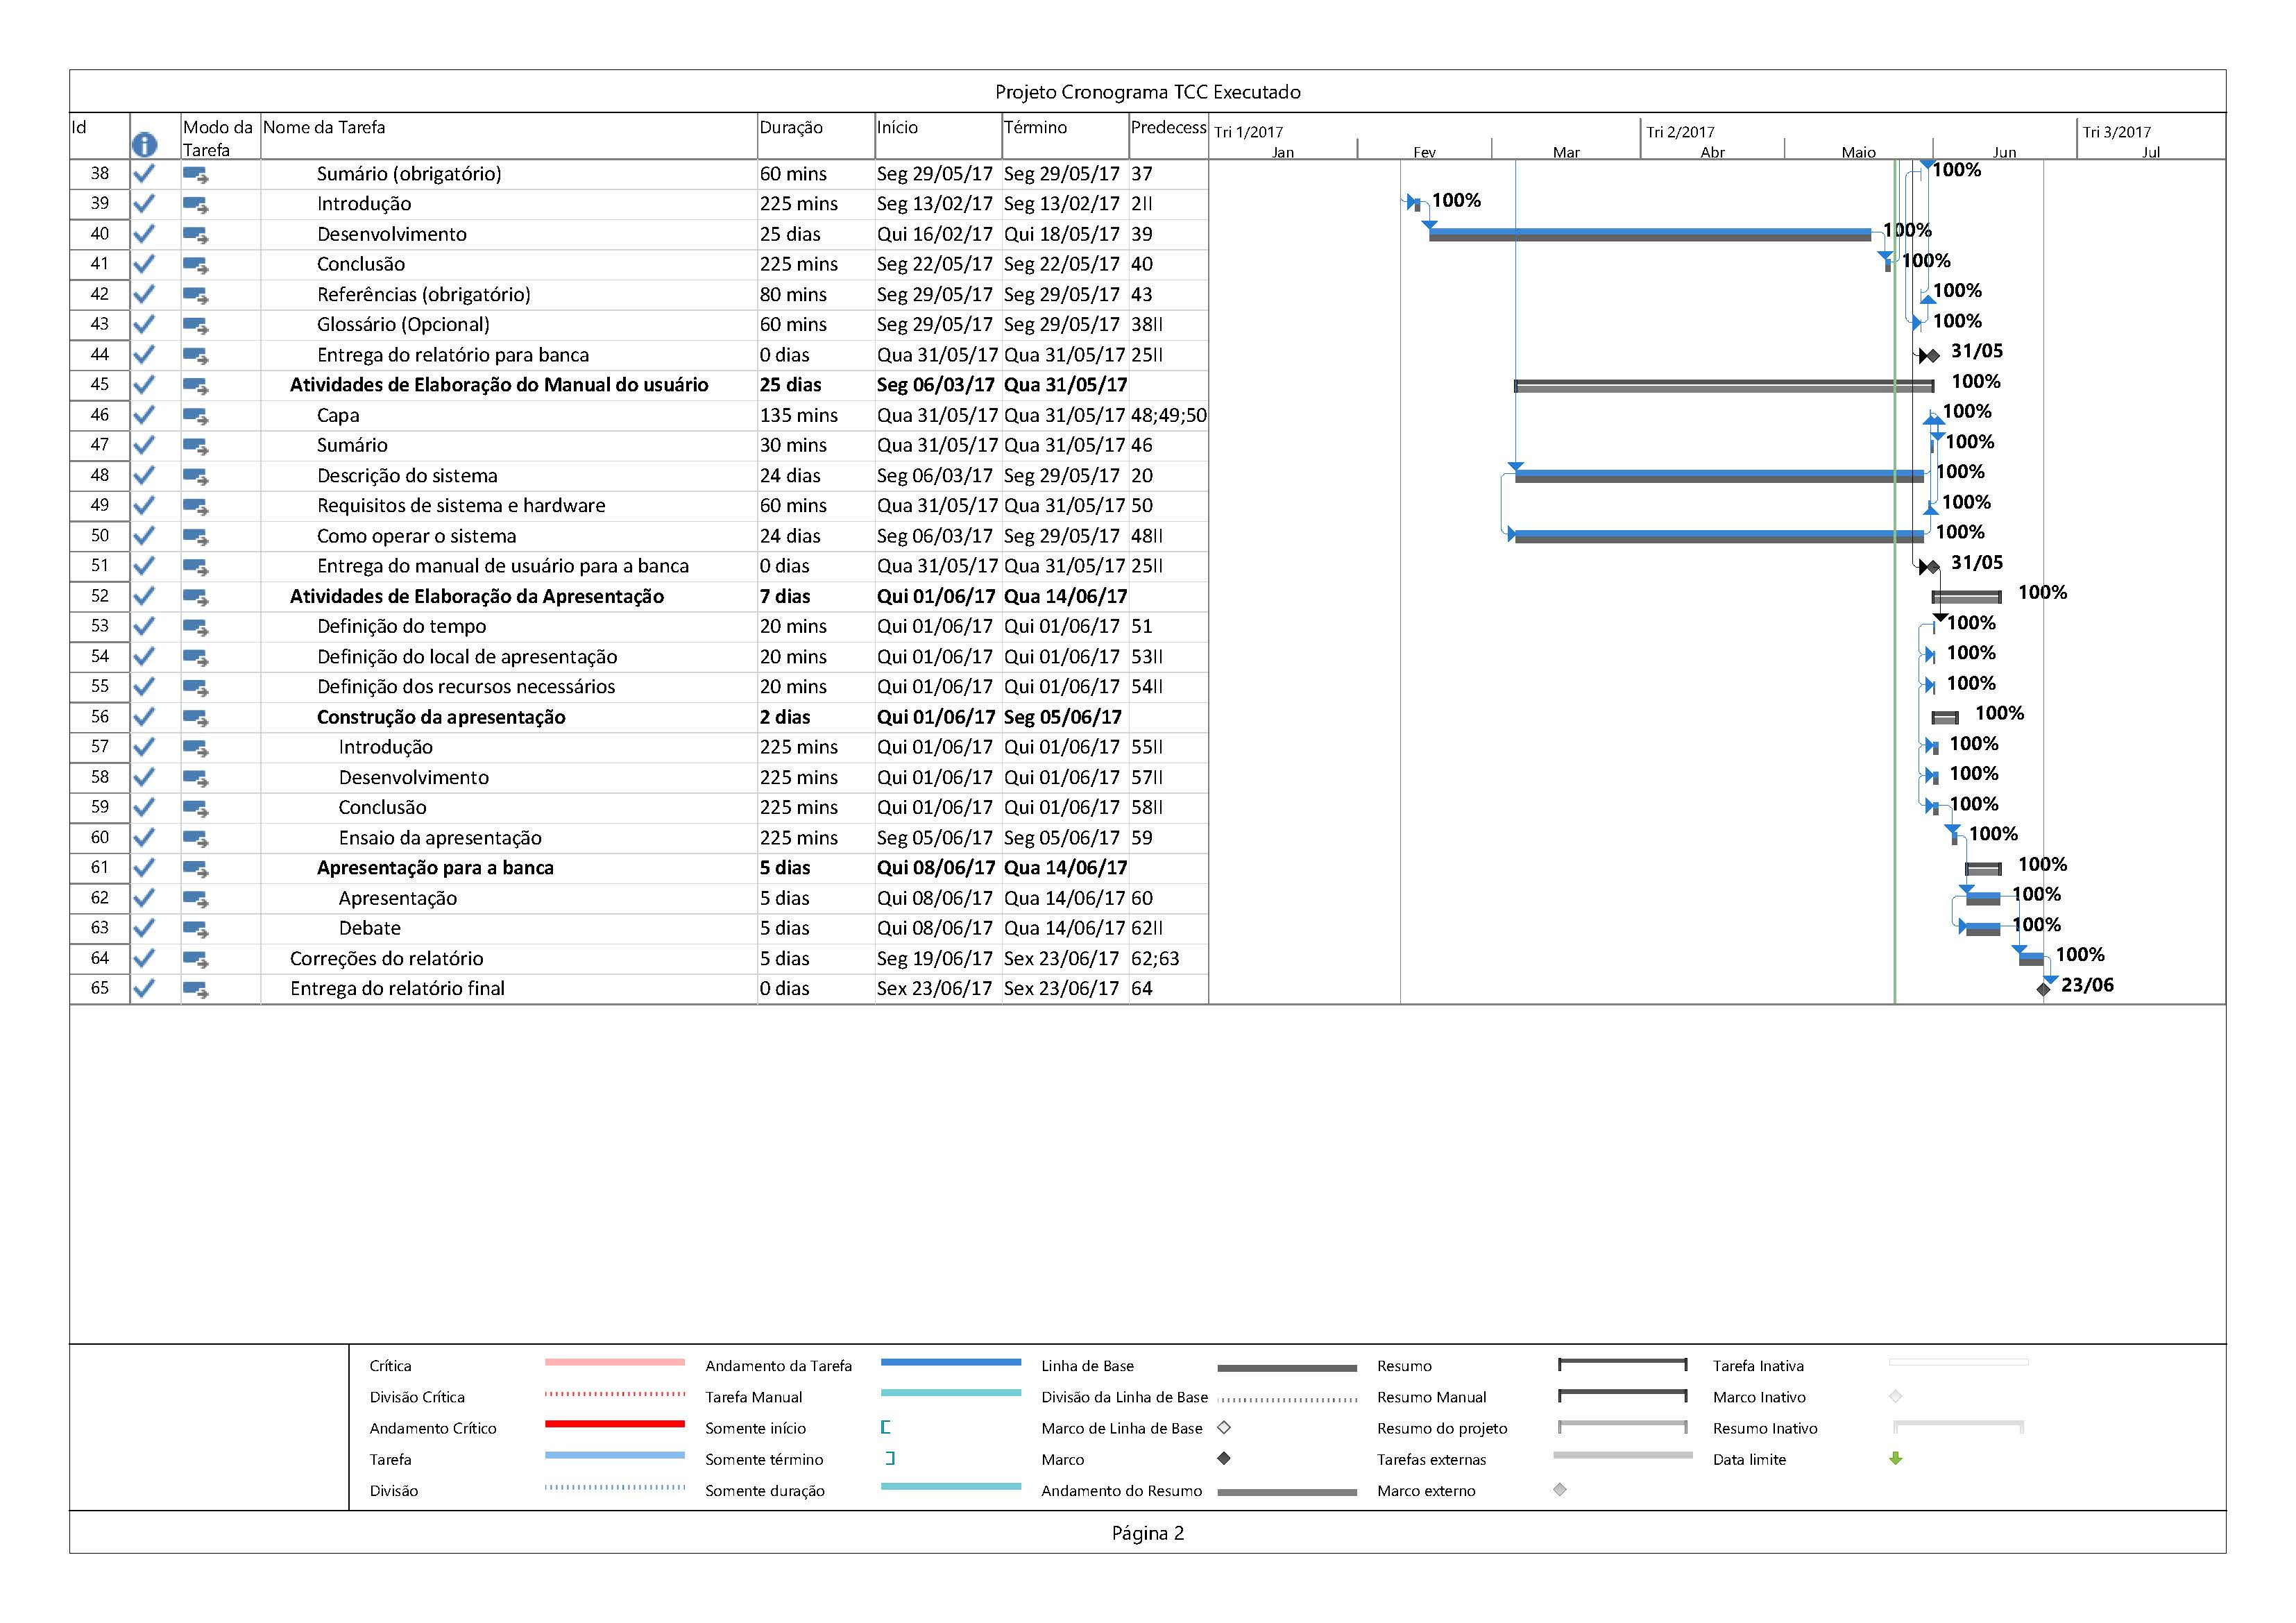 Projeto Cronograma TCC Executado
Id Modo da Tarefa Nome da Tarefa Duração Início Término Predecess Tri 1/2017 Tri 2/2017 Tri 3/2017
Jan Fev Mar Abr Maio Jun Jul
38 Sumário (obrigatório) 60 mins Seg 29/05/17 Seg 29/05/17 37 100%
39 Introdução 225 mins Seg 13/02/17 Seg 13/02/17 2II 100%
40 Desenvolvimento 25 dias Qui 16/02/17 Qui 18/05/17 39 100%
41 Conclusão 225 mins Seg 22/05/17 Seg 22/05/17 40 100%
42 Referências (obrigatório) 80 mins Seg 29/05/17 Seg 29/05/17 43 100%
43 Glossário (Opcional) 60 mins Seg 29/05/17 Seg 29/05/17 38II 100%
44 Entrega do relatório para banca 0 dias Qua 31/05/17 Qua 31/05/17 25II 31/05
45 Atividades de Elaboração do Manual do usuário 25 dias Seg 06/03/17 Qua 31/05/17 100%
46 Capa 135 mins Qua 31/05/17 Qua 31/05/17 48;49;50 100%
47 Sumário 30 mins Qua 31/05/17 Qua 31/05/17 46 100%
48 Descrição do sistema 24 dias Seg 06/03/17 Seg 29/05/17 20 100%
49 Requisitos de sistema e hardware 60 mins Qua 31/05/17 Qua 31/05/17 50 100%
50 Como operar o sistema 24 dias Seg 06/03/17 Seg 29/05/17 48II 100%
51 Entrega do manual de usuário para a banca 0 dias Qua 31/05/17 Qua 31/05/17 25II 31/05
52 Atividades de Elaboração da Apresentação 7 dias Qui 01/06/17 Qua 14/06/17 100%
53 Definição do tempo 20 mins Qui 01/06/17 Qui 01/06/17 51 100%
54 Definição do local de apresentação 20 mins Qui 01/06/17 Qui 01/06/17 53II 100%
55 Definição dos recursos necessários 20 mins Qui 01/06/17 Qui 01/06/17 54II 100%
56 Construção da apresentação 2 dias Qui 01/06/17 Seg 05/06/17 100%
57 Introdução 225 mins Qui 01/06/17 Qui 01/06/17 55II 100%
58 Desenvolvimento 225 mins Qui 01/06/17 Qui 01/06/17 57II 100%
59 Conclusão 225 mins Qui 01/06/17 Qui 01/06/17 58II 100%
60 Ensaio da apresentação 225 mins Seg 05/06/17 Seg 05/06/17 59 100%
61 Apresentação para a banca 5 dias Qui 08/06/17 Qua 14/06/17 100%
62 Apresentação 5 dias Qui 08/06/17 Qua 14/06/17 60 100%
63 Debate 5 dias Qui 08/06/17 Qua 14/06/17 62II 100%
64 Correções do relatório 5 dias Seg 19/06/17 Sex 23/06/17 62;63 100%
65 Entrega do relatório final 0 dias Sex 23/06/17 Sex 23/06/17 64 23/06
Crítica Andamento da Tarefa Linha de Base Resumo Tarefa Inativa
Divisão Crítica Tarefa Manual Divisão da Linha de Base Resumo Manual Marco Inativo
Andamento Crítico Somente início Marco de Linha de Base Resumo do projeto Resumo Inativo
Tarefa Somente término Marco Tarefas externas Data limite
Divisão Somente duração Andamento do Resumo Marco externo
Página 2